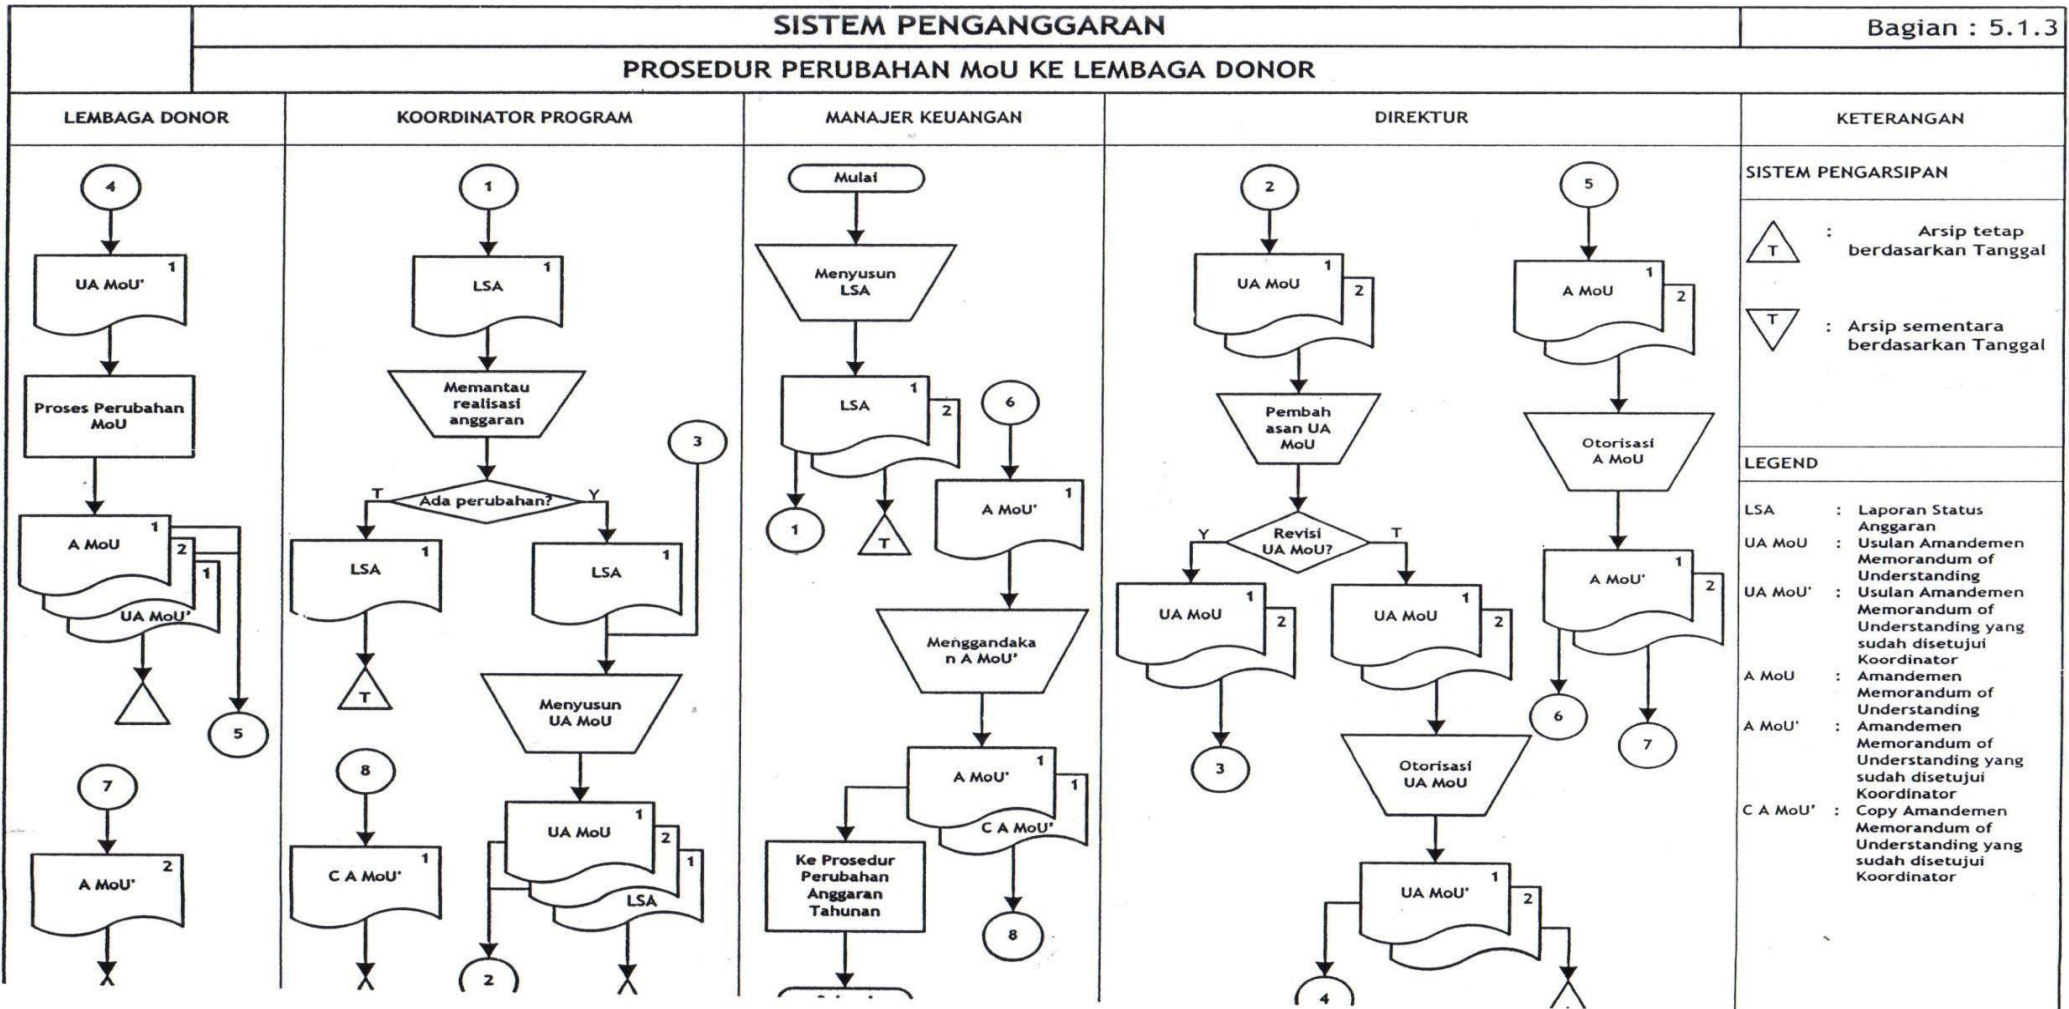 SISTEM PENGANGGARAN
Bagian : 5.1.3
PROSEDUR PERUBAHAN MoU KE LEMBAGA DONOR
LEMBAGA DONOR
KOORDINATOR PROGRAM
MANAJER KEUANGAN
DIREKTUR
KETERANGAN
4
UA MoU'
1
Proses Perubahan
MoU
A MoU
1
2
1
UA MoU'
5
7
A MoU'
2
1
LSA
1
Memantau
realisasi
anggaran
3
T
Ada perubahan?
Y
LSA
1
LSA
1
T
Menyusun
UA MoU
8
C A MoU'
1
UA MoU
1
2
1
LSA
2
Mulai
Menyusun
LSA
LSA
1
2
1
T
6
A MoU'
1
Menggandaka
n A MoU'
A MoU'
1
1
C A MoU'
Ke Prosedur
Perubahan
Anggaran
Tahunan
8
2
UA MoU
1
2
Pembah
asan UA
MoU
Y
Revisi
UA MoU?
T
UA MoU
1
2
UA MoU
1
2
3
Otorisasi
UA MoU
UA MoU'
1
2
4
5
A MoU
1
2
Otorisasi
A MoU
A MoU'
1
2
6
7
SISTEM PENGARSIPAN
T
: Arsip tetap
berdasarkan Tanggal
T
: Arsip sementara
berdasarkan Tanggal
LEGEND
LSA : Laporan Status
Anggaran
UA MoU : Usulan Amandemen
Memorandum of
Understanding
UA MoU' : Usulan Amandemen
Memorandum of
Understanding yang
sudah disetujui
Koordinator
A MoU : Amandemen
Memorandum of
Understanding
A MoU' : Amandemen
Memorandum of
Understanding yang
sudah disetujui
Koordinator
C A MoU' : Copy Amandemen
Memorandum of
Understanding yang
sudah disetujui
Koordinator